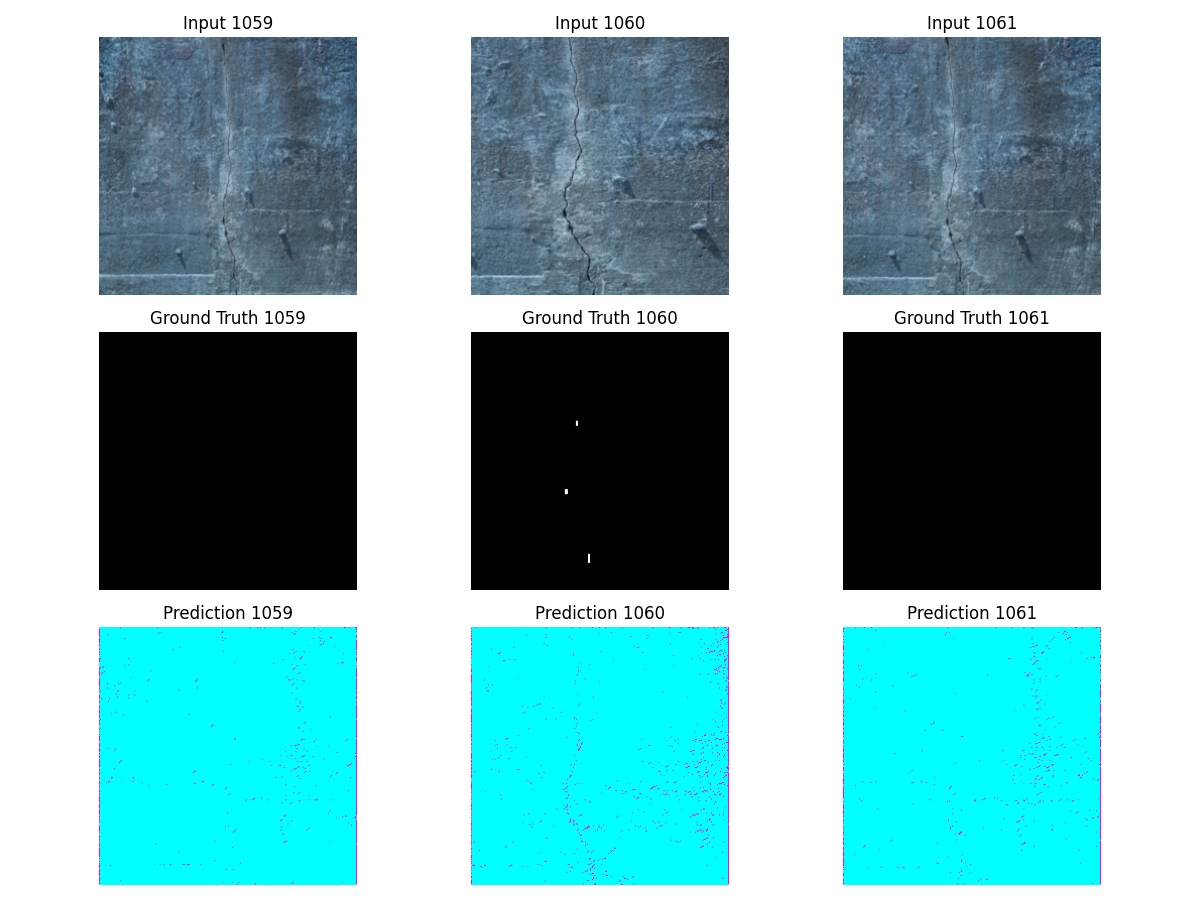 Input 1059
Input 1060
Input 1061
Ground Truth 1059
Ground Truth 1060
Ground Truth 1061
Prediction 1059
Prediction 1060
Prediction 1061